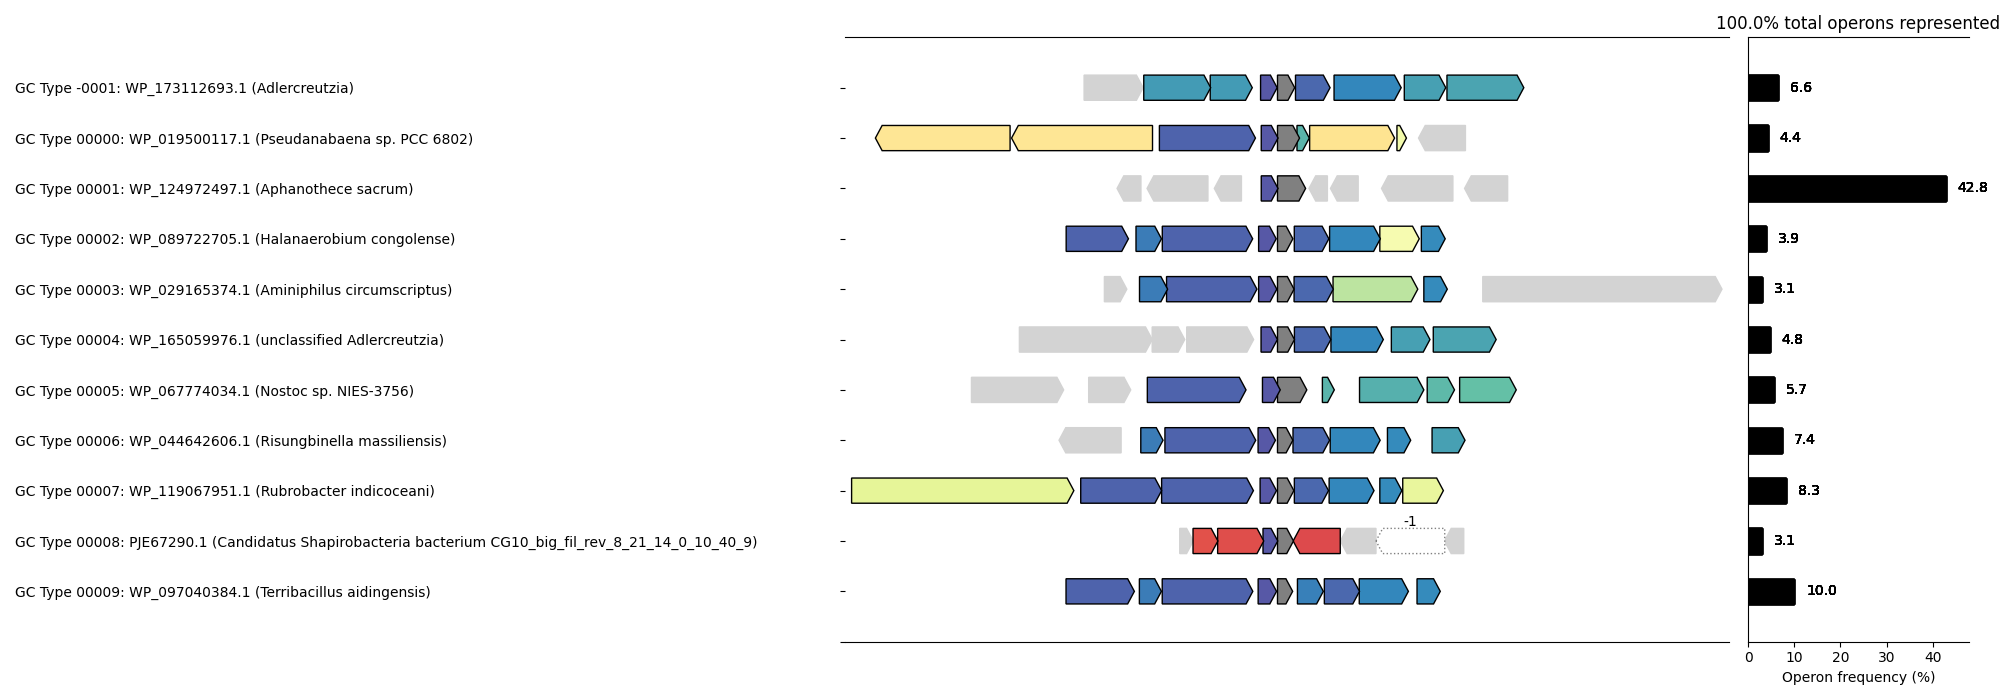 100.0% total operons represented
GC Type -0001: WP_173112693.1 (Adlercreutzia)
6.6
GC Type 00000: WP_019500117.1 (Pseudanabaena sp. PCC 6802)
4.4
GC Type 00001: WP_124972497.1 (Aphanothece sacrum)
42.8
GC Type 00002: WP_089722705.1 (Halanaerobium congolense)
3.9
GC Type 00003: WP_029165374.1 (Aminiphilus circumscriptus)
3.1
GC Type 00004: WP_165059976.1 (unclassified Adlercreutzia)
4.8
GC Type 00005: WP_067774034.1 (Nostoc sp. NIES-3756)
5.7
GC Type 00006: WP_044642606.1 (Risungbinella massiliensis)
7.4
GC Type 00007: WP_119067951.1 (Rubrobacter indicoceani)
8.3
-1
GC Type 00008: PJE67290.1 (Candidatus Shapirobacteria bacterium CG10_big_fil_rev_8_21_14_0_10_40_9)
3.1
GC Type 00009: WP_097040384.1 (Terribacillus aidingensis)
10.0
0 10 20 30 40
Operon frequency (%)